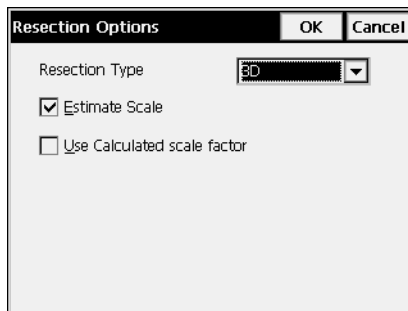 Resection Options OK Cancel
Resection Type 3D
Estimate Scale
Use Calculated scale factor